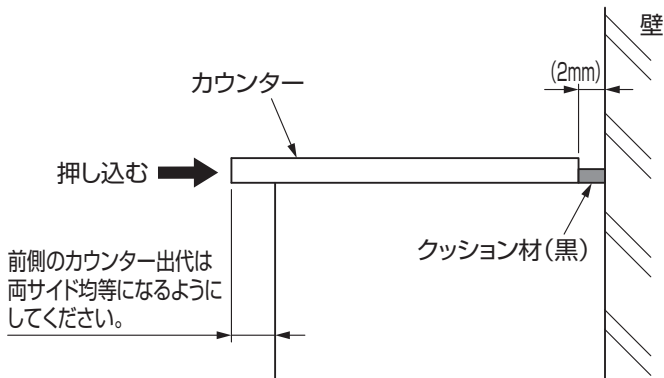 壁
(2mm)
カウンター
押し込む
クッション材(黒)
前側のカウンター出代は
両サイド均等になるように
してください。